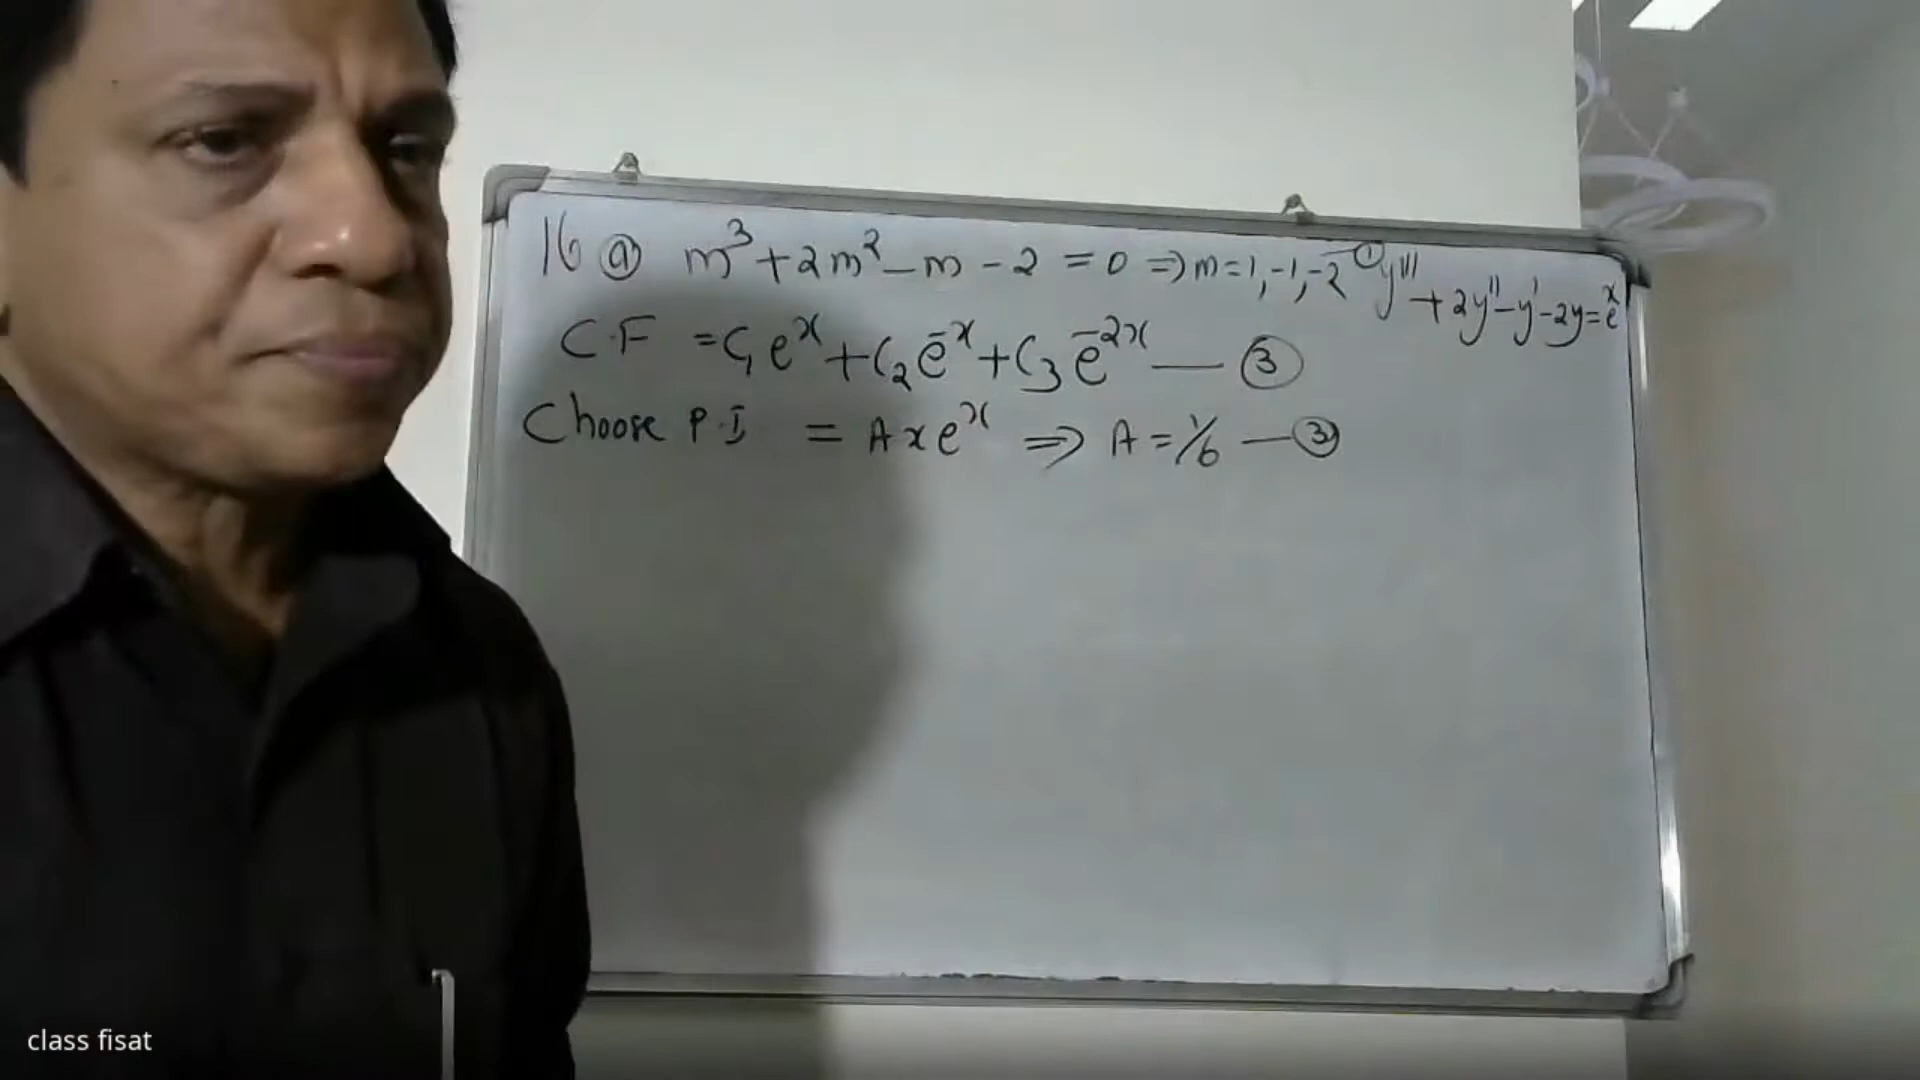 16 (a) m³+2m²-m-2=0 ⇒ m=1,-1,-2 — ① y'''+2y''-y'-2y=eˣ
C.F = C₁eˣ+C₂e⁻ˣ+C₃e⁻²ˣ — ③
Choose P.I = Axeˣ ⇒ A=1/6 — ③
class fisat